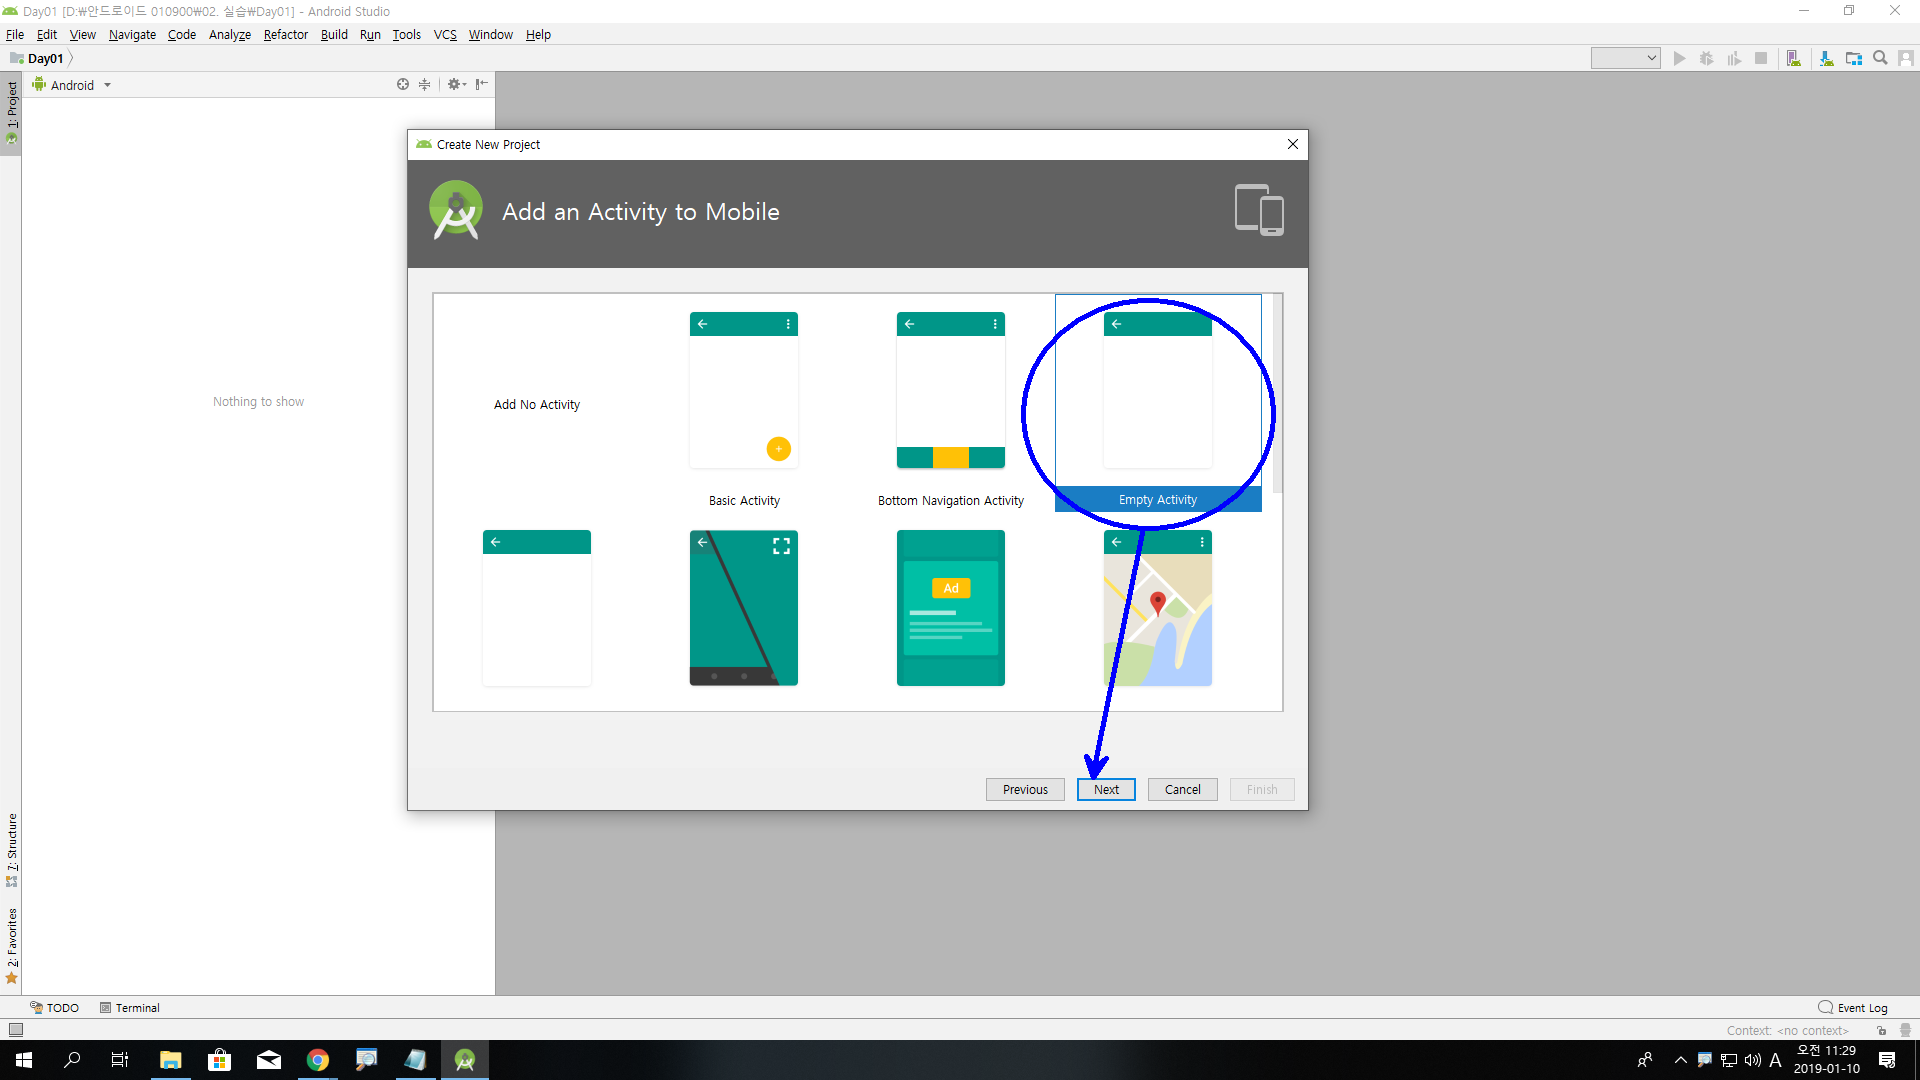 Day01 [D:₩안드로이드 010900₩02. 실습₩Day01] - Android Studio
File Edit View Navigate Code Analyze Refactor Build Run Tools VCS Window Help
Day01
1: Project
Android
Nothing to show
Create New Project
Add an Activity to Mobile
Add No Activity
Basic Activity
Bottom Navigation Activity
Empty Activity
Ad
Previous Next Cancel Finish
7: Structure
2: Favorites
TODO Terminal Event Log
Context: <no context>
A
오전 11:29
2019-01-10